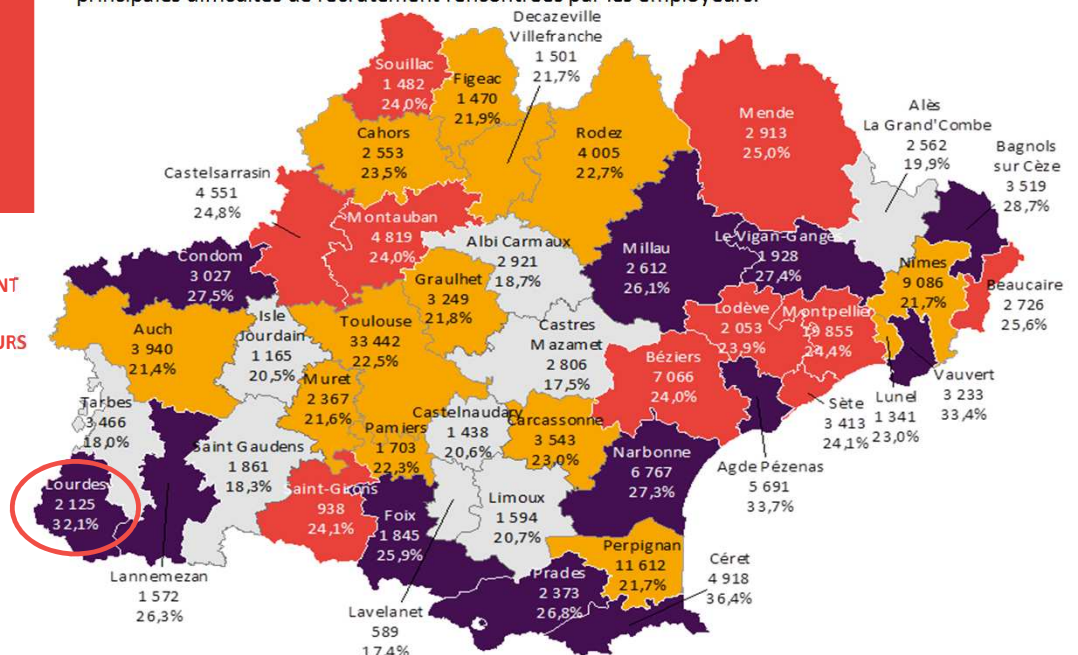 principales difficultés de recrutement rencontrées par les employeurs.
Decazeville
Villefranche
1 501
21,7%
Souillac
1 482
24,0%
Figeac
1 470
21,9%
Cahors
2 553
23,5%
Rodez
4 005
22,7%
Mende
2 913
25,0%
Alès
La Grand'Combe
2 562
19,9%
Bagnols
sur Cèze
3 519
28,7%
Castelsarrasin
4 551
24,8%
Montauban
4 819
24,0%
Albi Carmaux
2 921
18,7%
Millau
2 612
26,1%
Le Vigan-Ganges
1 928
27,4%
Condom
3 027
27,5%
Graulhet
3 249
21,8%
Nîmes
9 086
21,7%
Beaucaire
2 726
25,6%
NT
URS
Auch
3 940
21,4%
Isle
Jourdain
1 165
20,5%
Toulouse
33 442
22,5%
Castres
Mazamet
2 806
17,5%
Lodève
2 053
23,9%
Montpellier
19 855
24,4%
Béziers
7 066
24,0%
Muret
2 367
21,6%
Tarbes
3 466
18,0%
Saint Gaudens
1 861
18,3%
Pamiers
1 703
22,3%
Castelnaudary
1 438
20,6%
Carcassonne
3 543
23,0%
Narbonne
6 767
27,3%
Agde Pézenas
5 691
33,7%
Sète
3 413
24,1%
Lunel
1 341
23,0%
Vauvert
3 233
33,4%
Lourdes
2 125
32,1%
Saint-Girons
938
24,1%
Foix
1 845
25,9%
Limoux
1 594
20,7%
Perpignan
11 612
21,7%
Prades
2 373
26,8%
Céret
4 918
36,4%
Lannemezan
1 572
26,3%
Lavelanet
589
17,4%